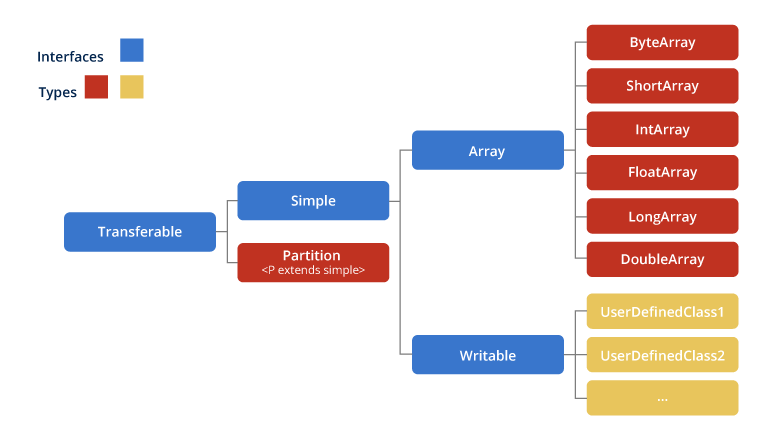 Interfaces
Types
Transferable
Simple
Partition
<P extends simple>
Array
Writable
ByteArray
ShortArray
IntArray
FloatArray
LongArray
DoubleArray
UserDefinedClass1
UserDefinedClass2
...